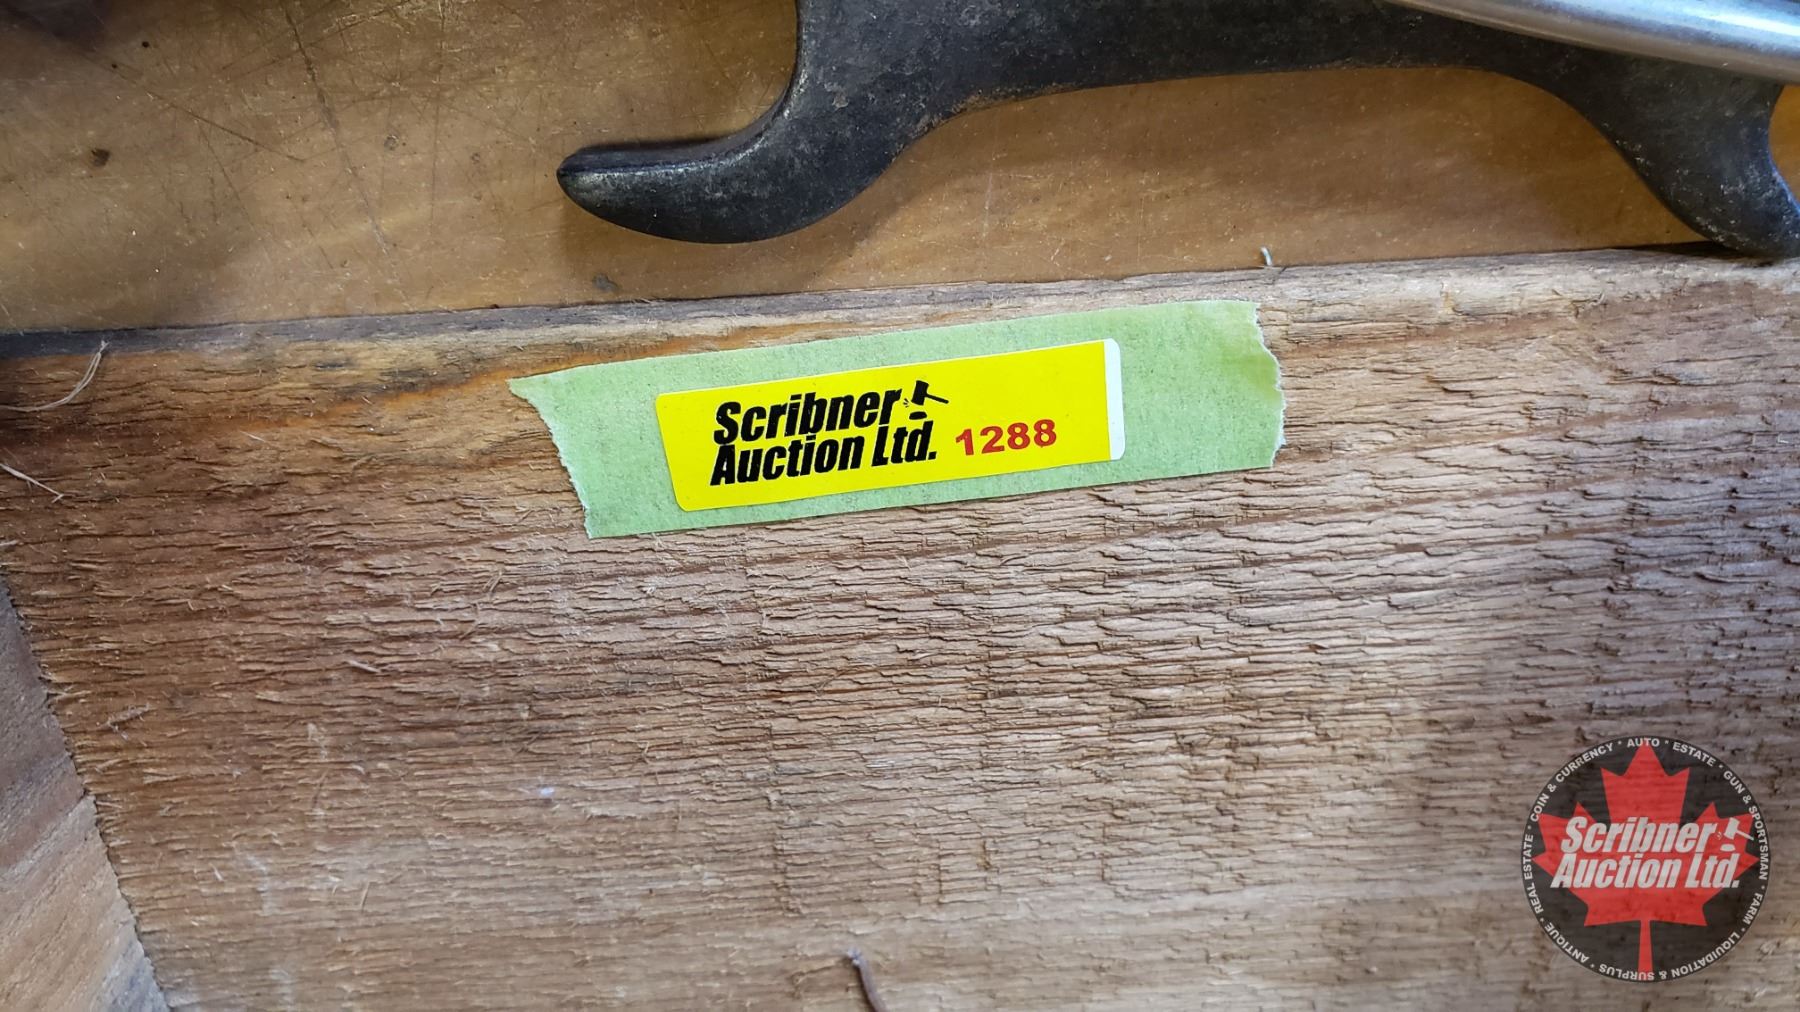 Scribner
Auction Ltd. 1288
COIN & CURRENCY * AUTO * ESTATE * GUN & SPORTSMAN * FARM * LIQUIDATION & SURPLUS * ANTIQUE * REAL ESTATE *
Scribner
Auction Ltd.